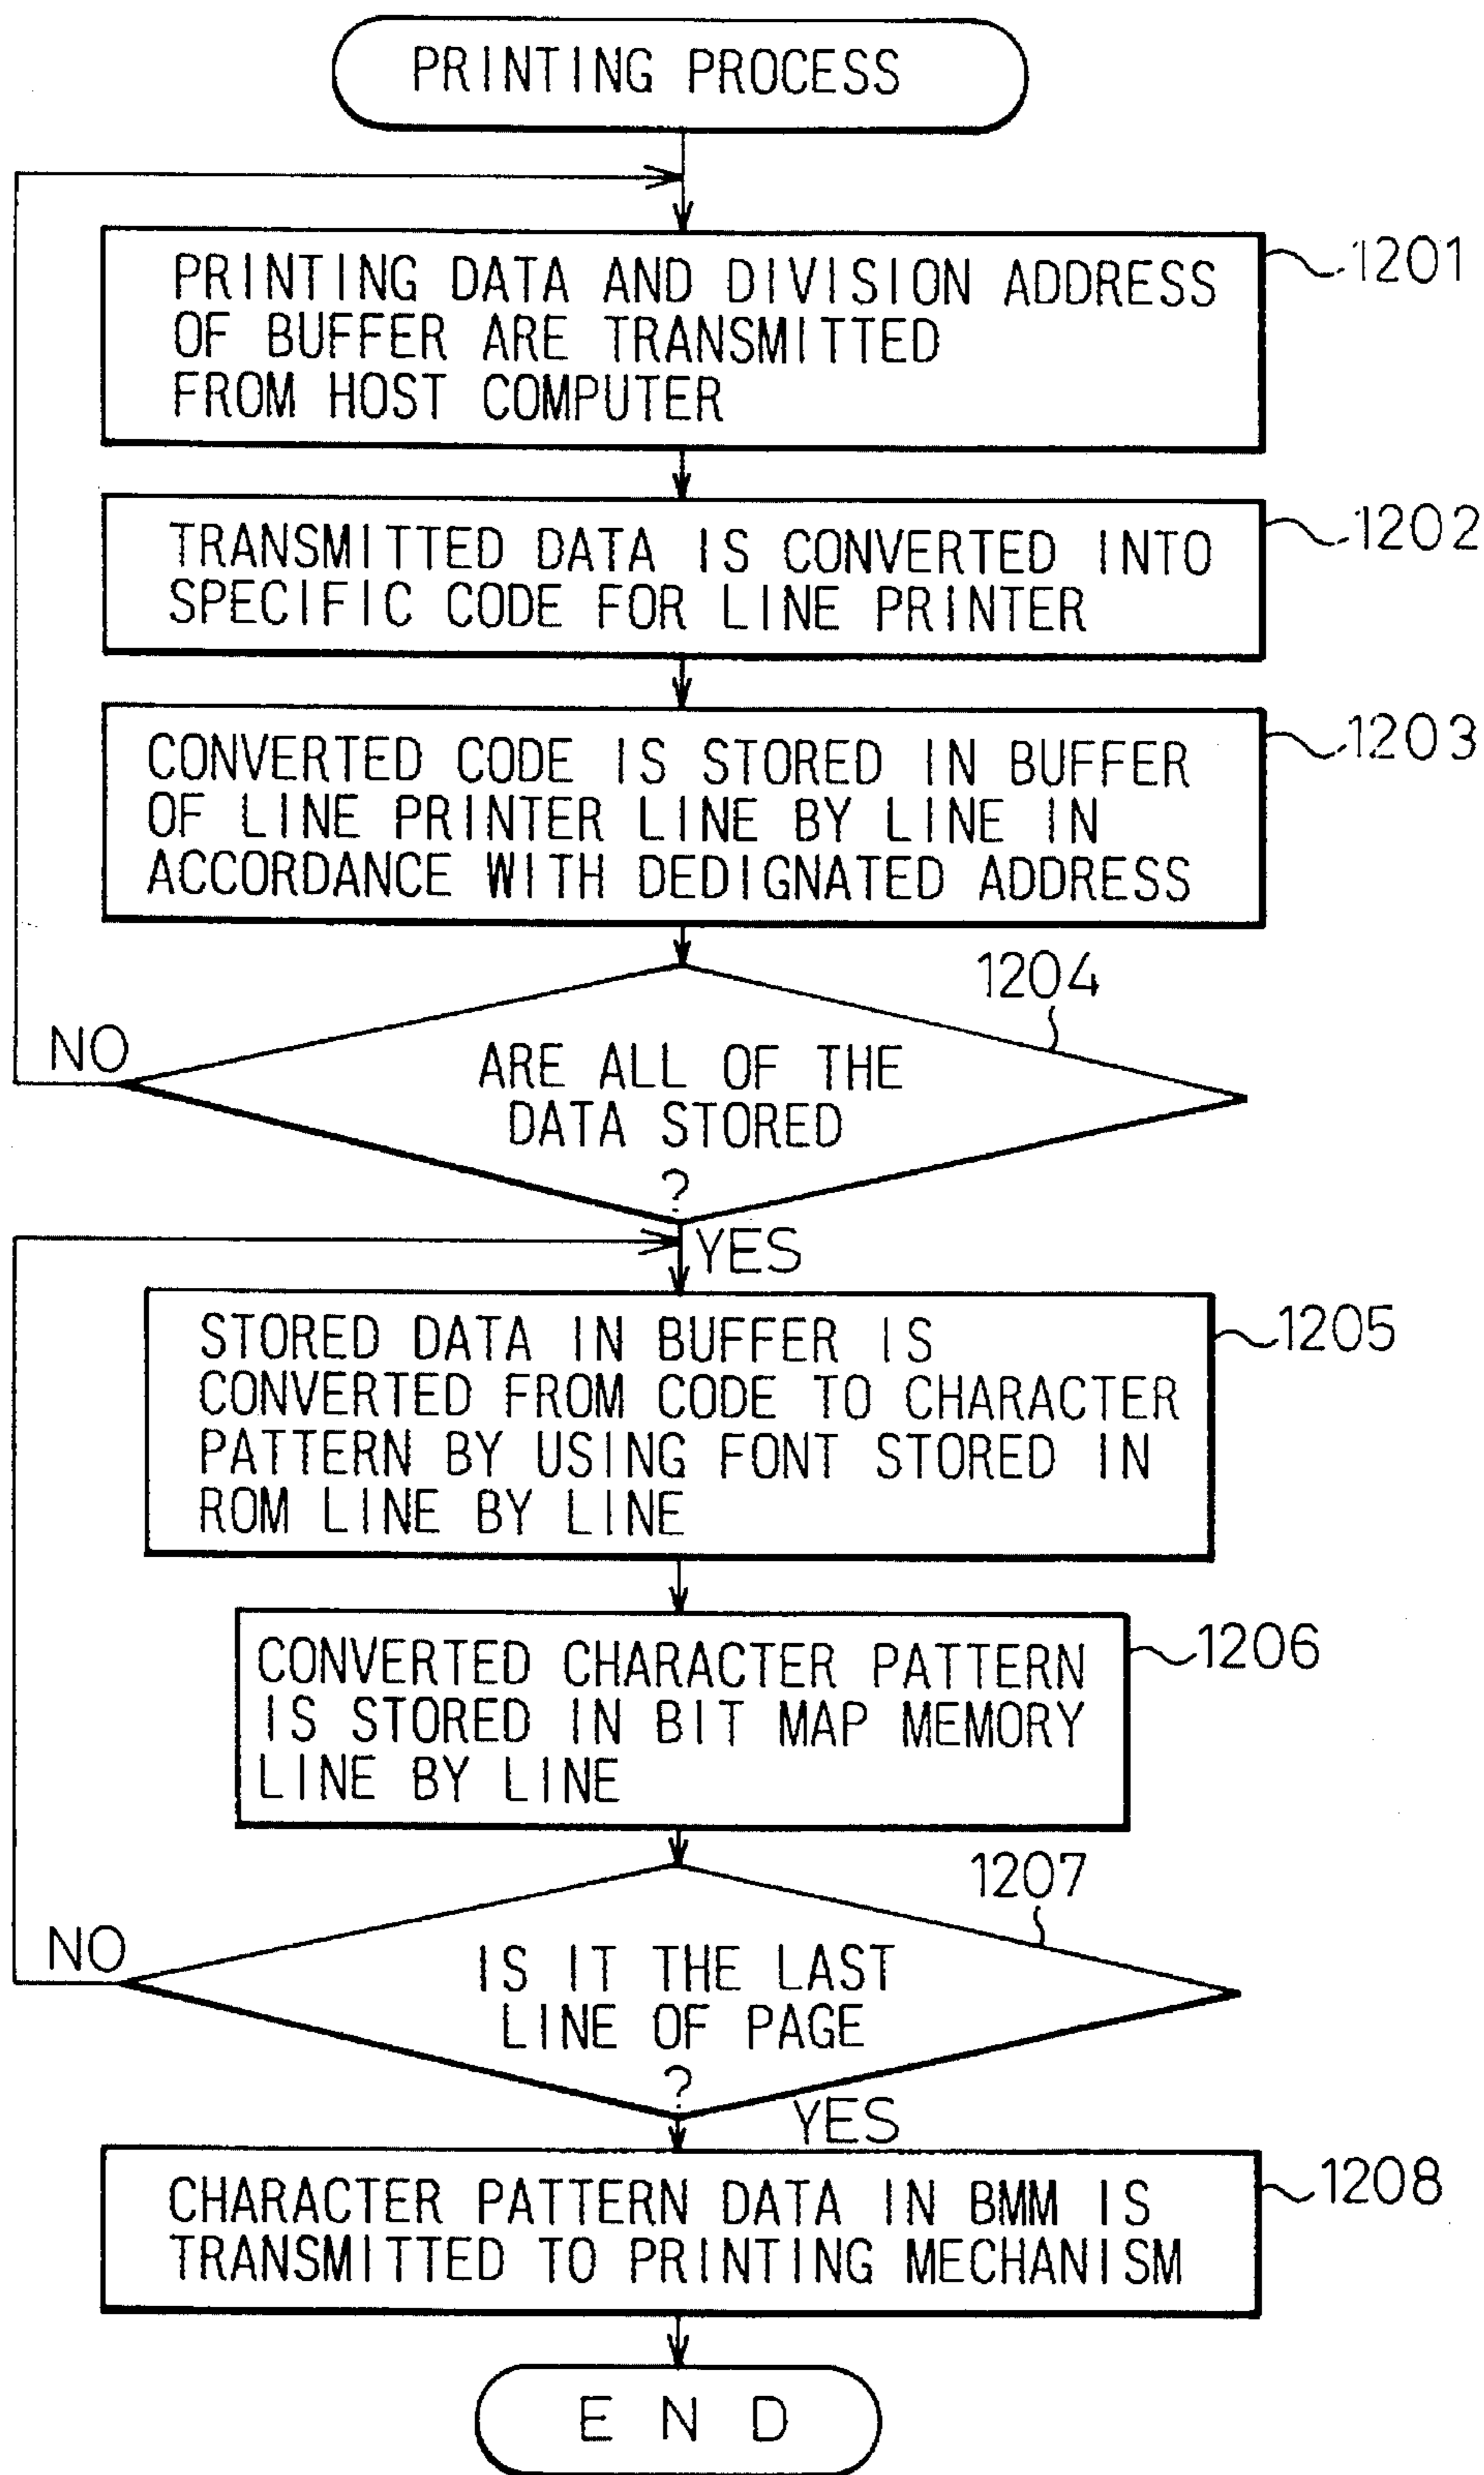 PRINTING PROCESS
PRINTING DATA AND DIVISION ADDRESS
OF BUFFER ARE TRANSMITTED
FROM HOST COMPUTER
1201
TRANSMITTED DATA IS CONVERTED INTO
SPECIFIC CODE FOR LINE PRINTER
1202
CONVERTED CODE IS STORED IN BUFFER
OF LINE PRINTER LINE BY LINE IN
ACCORDANCE WITH DEDIGNATED ADDRESS
1203
1204
NO
ARE ALL OF THE
DATA STORED
?
YES
STORED DATA IN BUFFER IS
CONVERTED FROM CODE TO CHARACTER
PATTERN BY USING FONT STORED IN
ROM LINE BY LINE
1205
CONVERTED CHARACTER PATTERN
IS STORED IN BIT MAP MEMORY
LINE BY LINE
1206
1207
NO
IS IT THE LAST
LINE OF PAGE
?
YES
CHARACTER PATTERN DATA IN BMM IS
TRANSMITTED TO PRINTING MECHANISM
1208
END